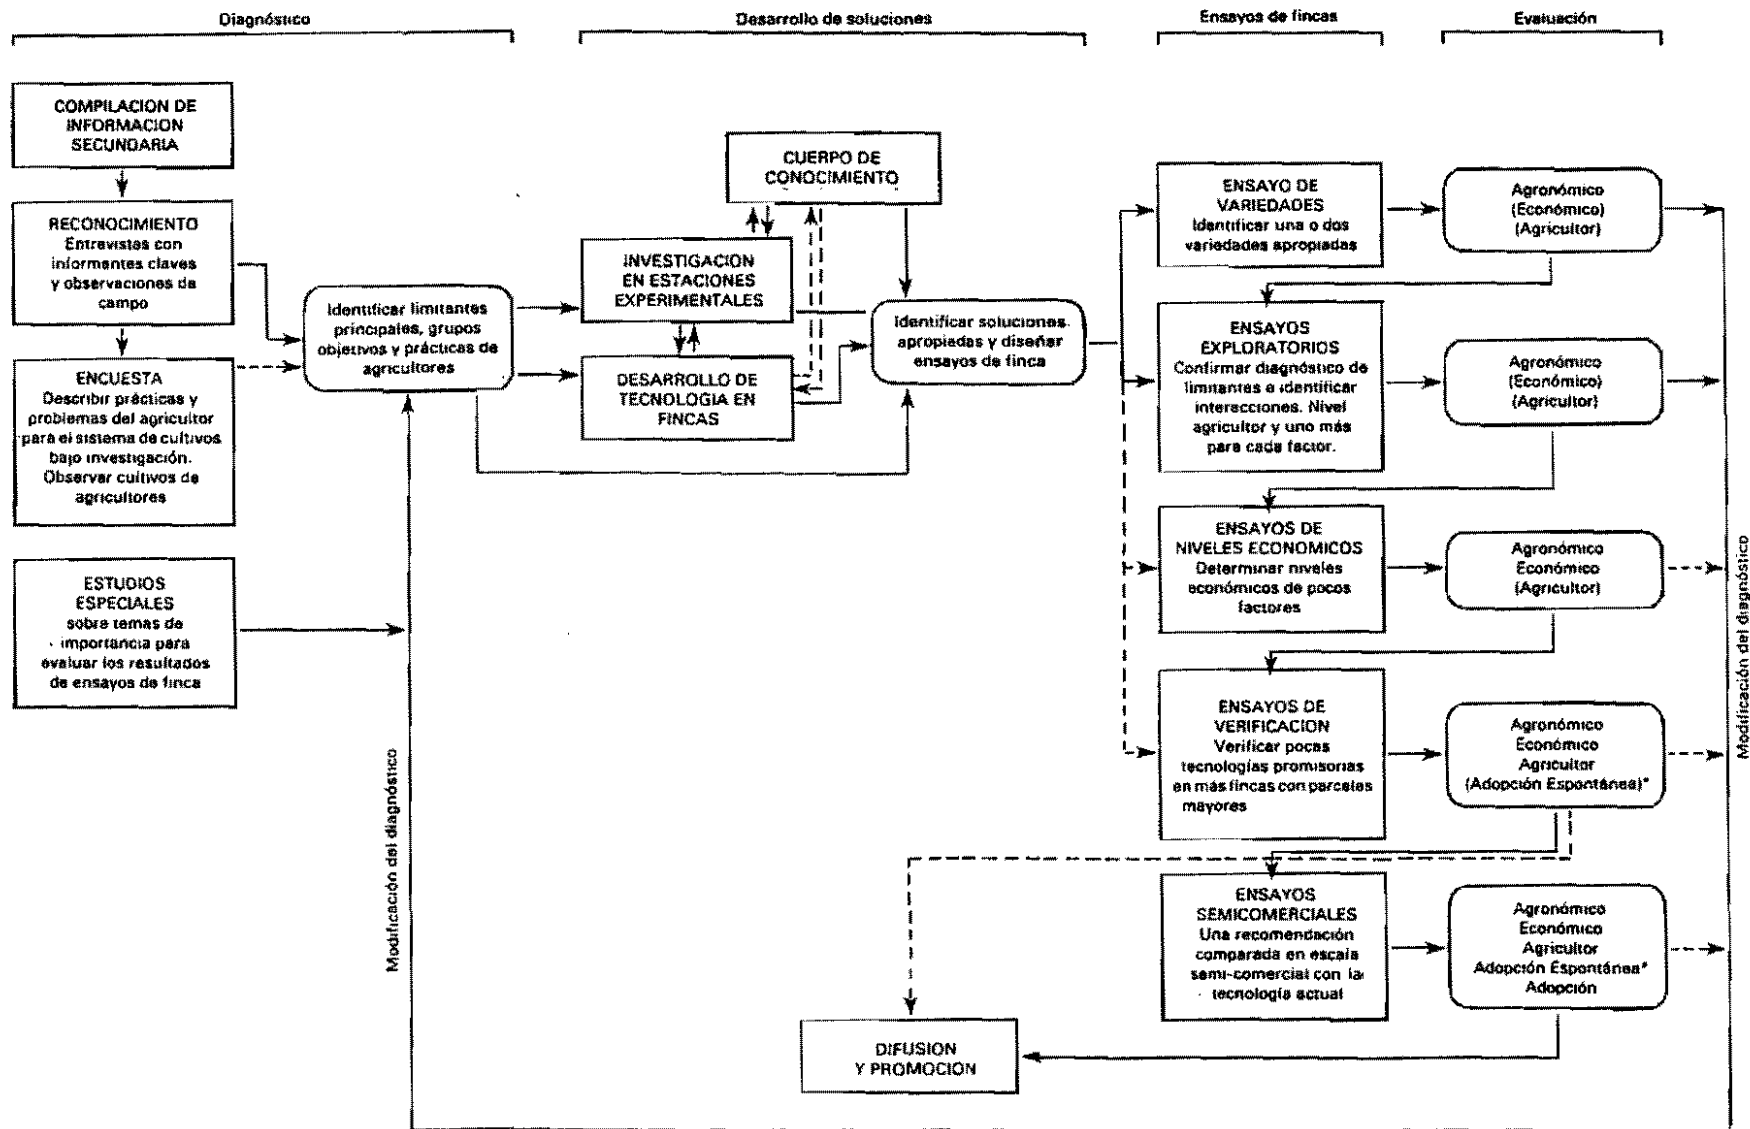 Diagnóstico
Desarrollo de soluciones
Ensayos de fincas
Evaluación
COMPILACION DE
INFORMACION
SECUNDARIA
RECONOCIMIENTO
Entrevistas con
informantes claves
y observaciones de
campo
ENCUESTA
Describir prácticas y
problemas del agricultor
para el sistema de cultivos
bajo investigación.
Observar cultivos de
agricultores
ESTUDIOS
ESPECIALES
sobre temas de
importancia para
evaluar los resultados
de ensayos de finca
Identificar limitantes
principales, grupos
objetivos y prácticas de
agricultores
Modificación del diagnóstico
CUERPO DE
CONOCIMIENTO
INVESTIGACION
EN ESTACIONES
EXPERIMENTALES
DESARROLLO DE
TECNOLOGIA EN
FINCAS
Identificar soluciones
apropiadas y diseñar
ensayos de finca
ENSAYO DE
VARIEDADES
Identificar una o dos
variedades apropiadas
Agronómico
(Económico)
(Agricultor)
ENSAYOS
EXPLORATORIOS
Confirmar diagnóstico de
limitantes e identificar
interacciones. Nivel
agricultor y uno más
para cada factor.
Agronómico
(Económico)
(Agricultor)
ENSAYOS DE
NIVELES ECONOMICOS
Determinar niveles
económicos de pocos
factores
Agronómico
Económico
(Agricultor)
ENSAYOS DE
VERIFICACION
Verificar pocas
tecnologías promisorias
en más fincas con parcelas
mayores
Agronómico
Económico
Agricultor
(Adopción Espontánea)*
ENSAYOS
SEMICOMERCIALES
Una recomendación
comparada en escala
semi-comercial con la
tecnología actual
Agronómico
Económico
Agricultor
Adopción Espontánea*
Adopción
DIFUSION
Y PROMOCION
Modificación del diagnóstico